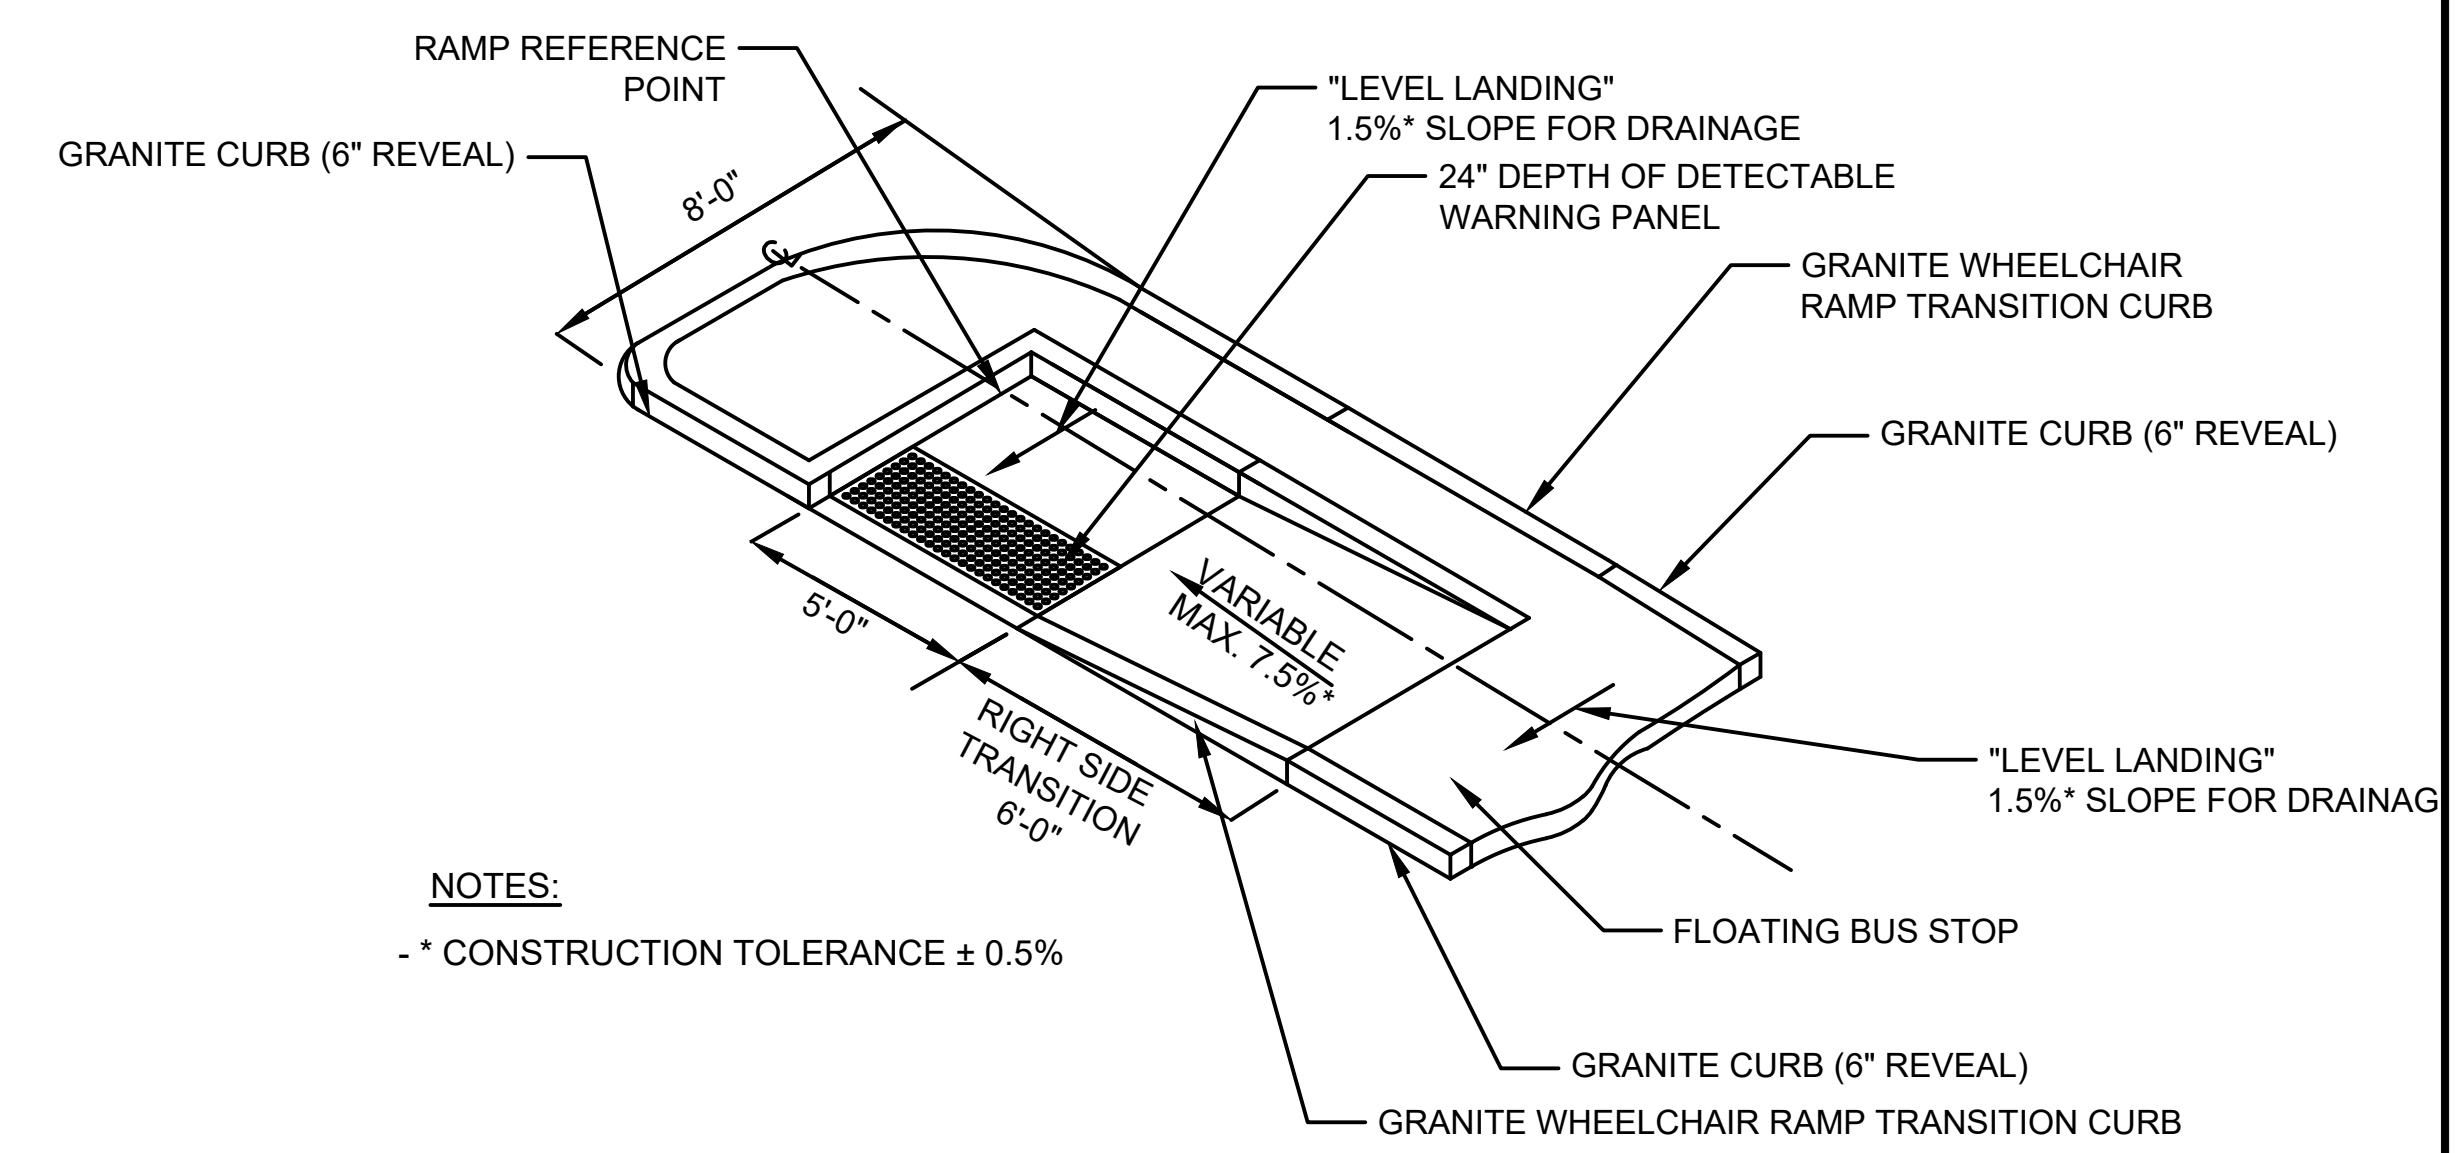 RAMP REFERENCE
POINT
"LEVEL LANDING"
1.5%* SLOPE FOR DRAINAGE
GRANITE CURB (6" REVEAL)
24" DEPTH OF DETECTABLE
WARNING PANEL
8'-0"
℄
GRANITE WHEELCHAIR
RAMP TRANSITION CURB
GRANITE CURB (6" REVEAL)
VARIABLE
MAX. 7.5%*
5'-0"
RIGHT SIDE
TRANSITION
6'-0"
"LEVEL LANDING"
1.5%* SLOPE FOR DRAINAG
NOTES:
- * CONSTRUCTION TOLERANCE ± 0.5%
FLOATING BUS STOP
GRANITE CURB (6" REVEAL)
GRANITE WHEELCHAIR RAMP TRANSITION CURB